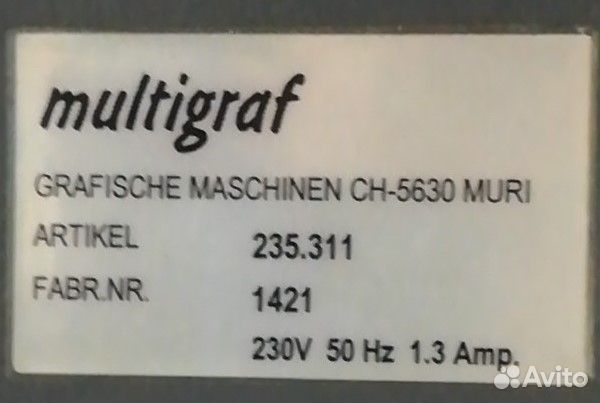 multigraf
GRAFISCHE MASCHINEN CH-5630 MURI
ARTIKEL 235.311
FABR.NR. 1421
230V 50 Hz 1.3 Amp.
Avito